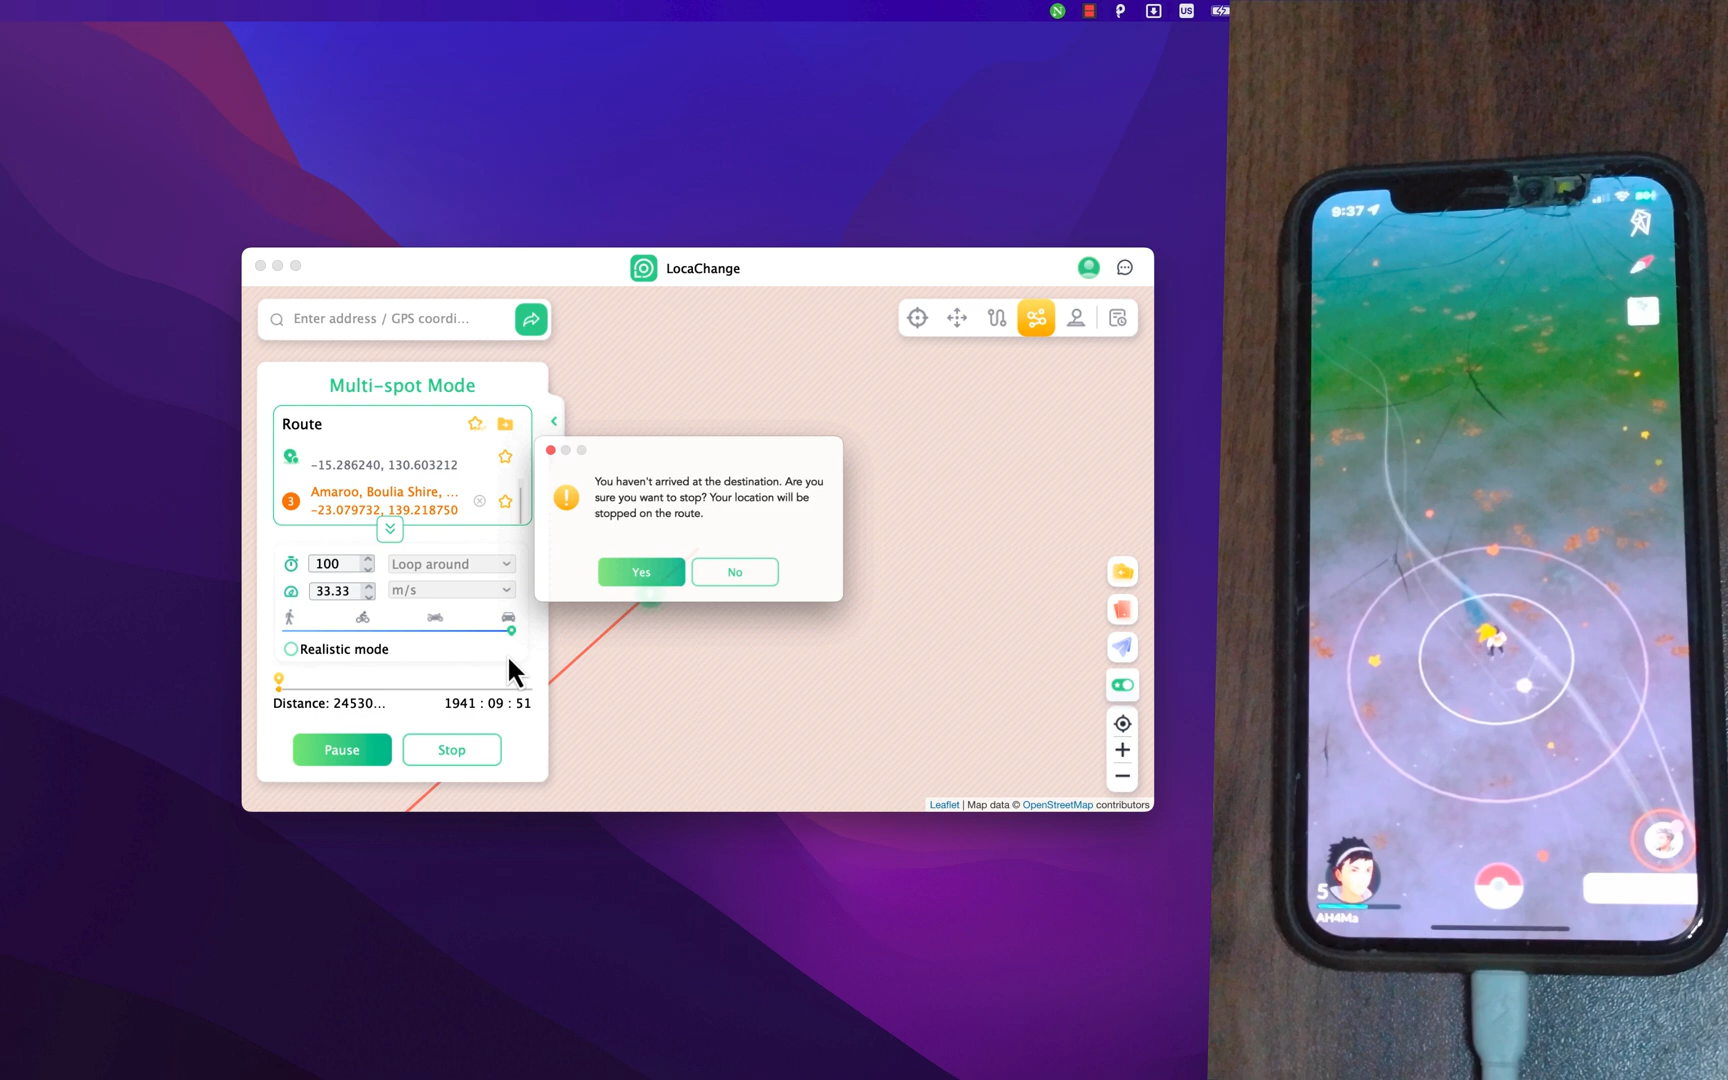 US
LocaChange
Enter address / GPS coordi...
Multi-spot Mode
Route
-15.286240, 130.603212
3
Amaroo, Boulia Shire, ...
-23.079732, 139.218750
100
Loop around
33.33
m/s
Realistic mode
Distance: 24530...
1941 : 09 : 51
Pause
Stop
You haven't arrived at the destination. Are you
sure you want to stop? Your location will be
stopped on the route.
Yes
No
Leaflet | Map data © OpenStreetMap contributors
9:37
5
AH4Ma